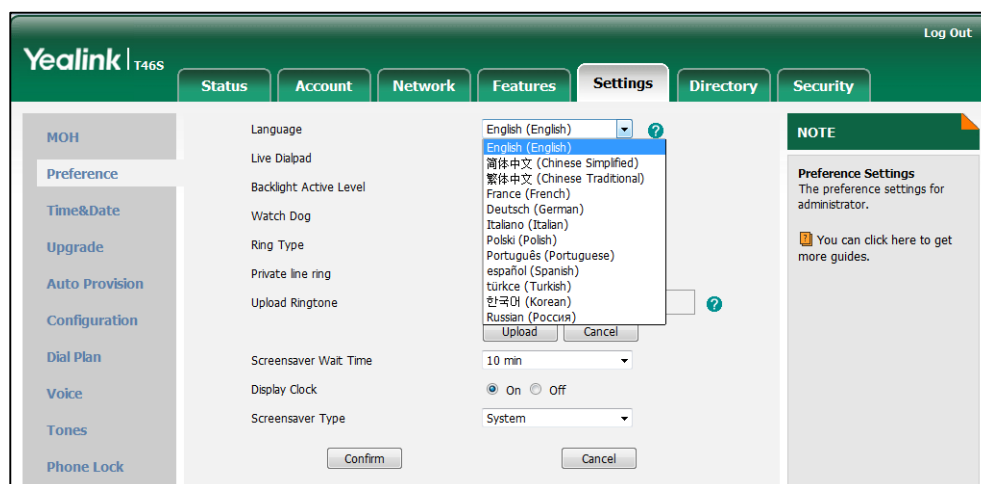 Log Out
Yealink | T46S
Status Account Network Features Settings Directory Security
MOH
Preference
Time&Date
Upgrade
Auto Provision
Configuration
Dial Plan
Voice
Tones
Phone Lock
Language English (English) ?
English (English)
简体中文 (Chinese Simplified)
繁体中文 (Chinese Traditional)
France (French)
Deutsch (German)
Italiano (Italian)
Polski (Polish)
Português (Portuguese)
español (Spanish)
türkce (Turkish)
한국어 (Korean)
Russian (Россия)
Live Dialpad
Backlight Active Level
Watch Dog
Ring Type
Private line ring
Upload Ringtone ?
Upload Cancel
Screensaver Wait Time 10 min
Display Clock On Off
Screensaver Type System
Confirm Cancel
NOTE
Preference Settings
The preference settings for
administrator.
? You can click here to get
more guides.